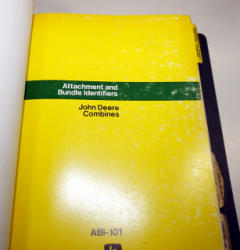 Attachment and
Bundle Identifiers
John Deere
Combines
ABI-101